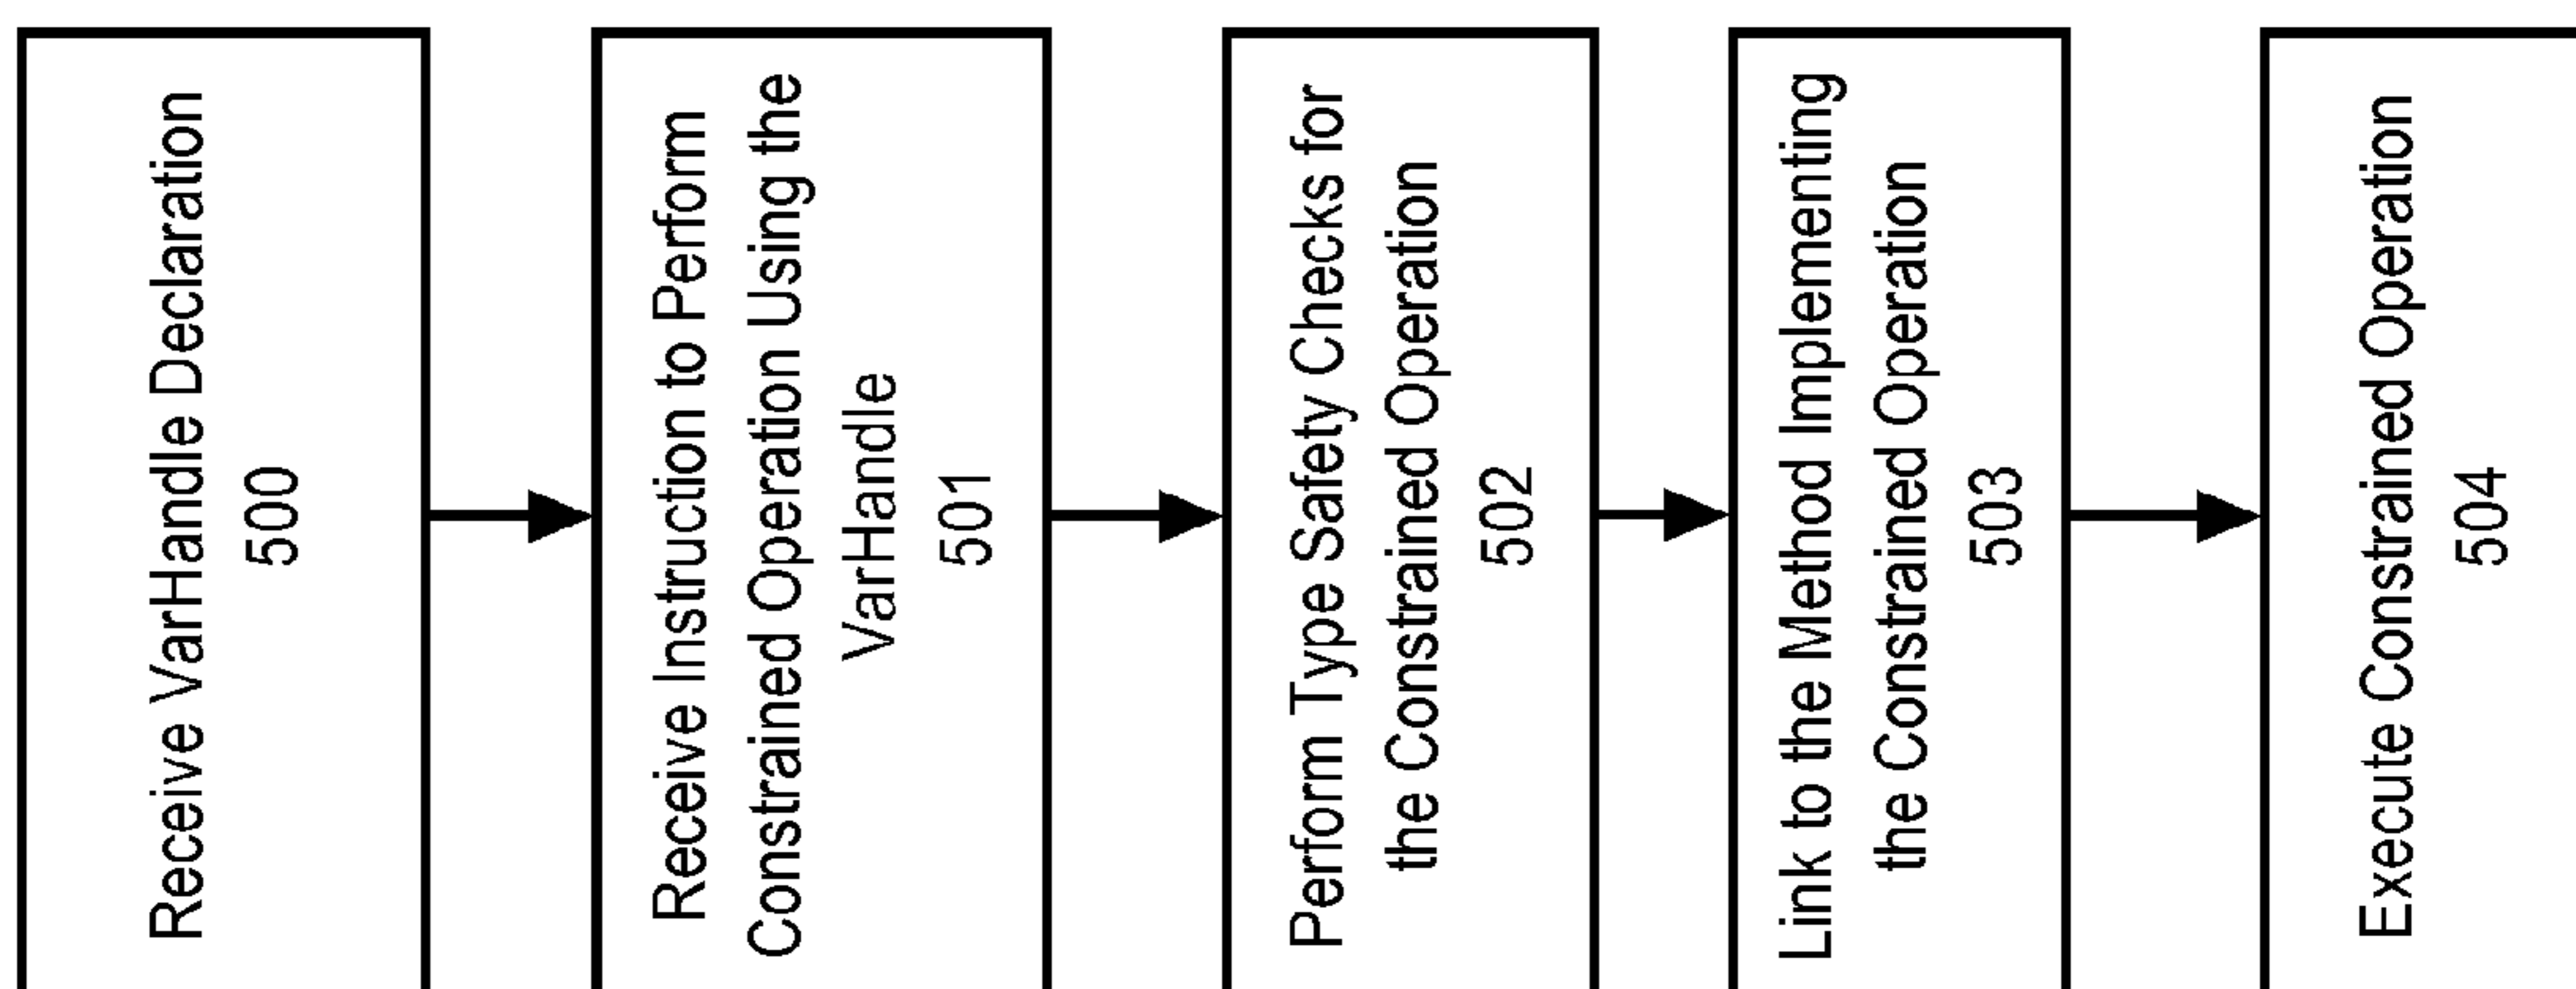 Receive VarHandle Declaration
500
Receive Instruction to Perform
Constrained Operation Using the
VarHandle
501
Perform Type Safety Checks for
the Constrained Operation
502
Link to the Method Implementing
the Constrained Operation
503
Execute Constrained Operation
504